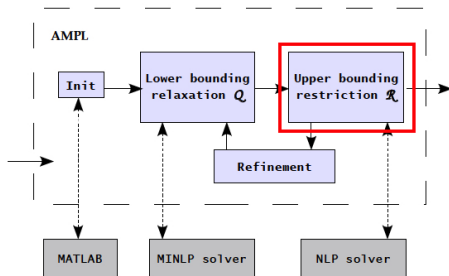 AMPL
Init
Lower bounding
relaxation Q
Upper bounding
restriction R
Refinement
MATLAB
MINLP solver
NLP solver